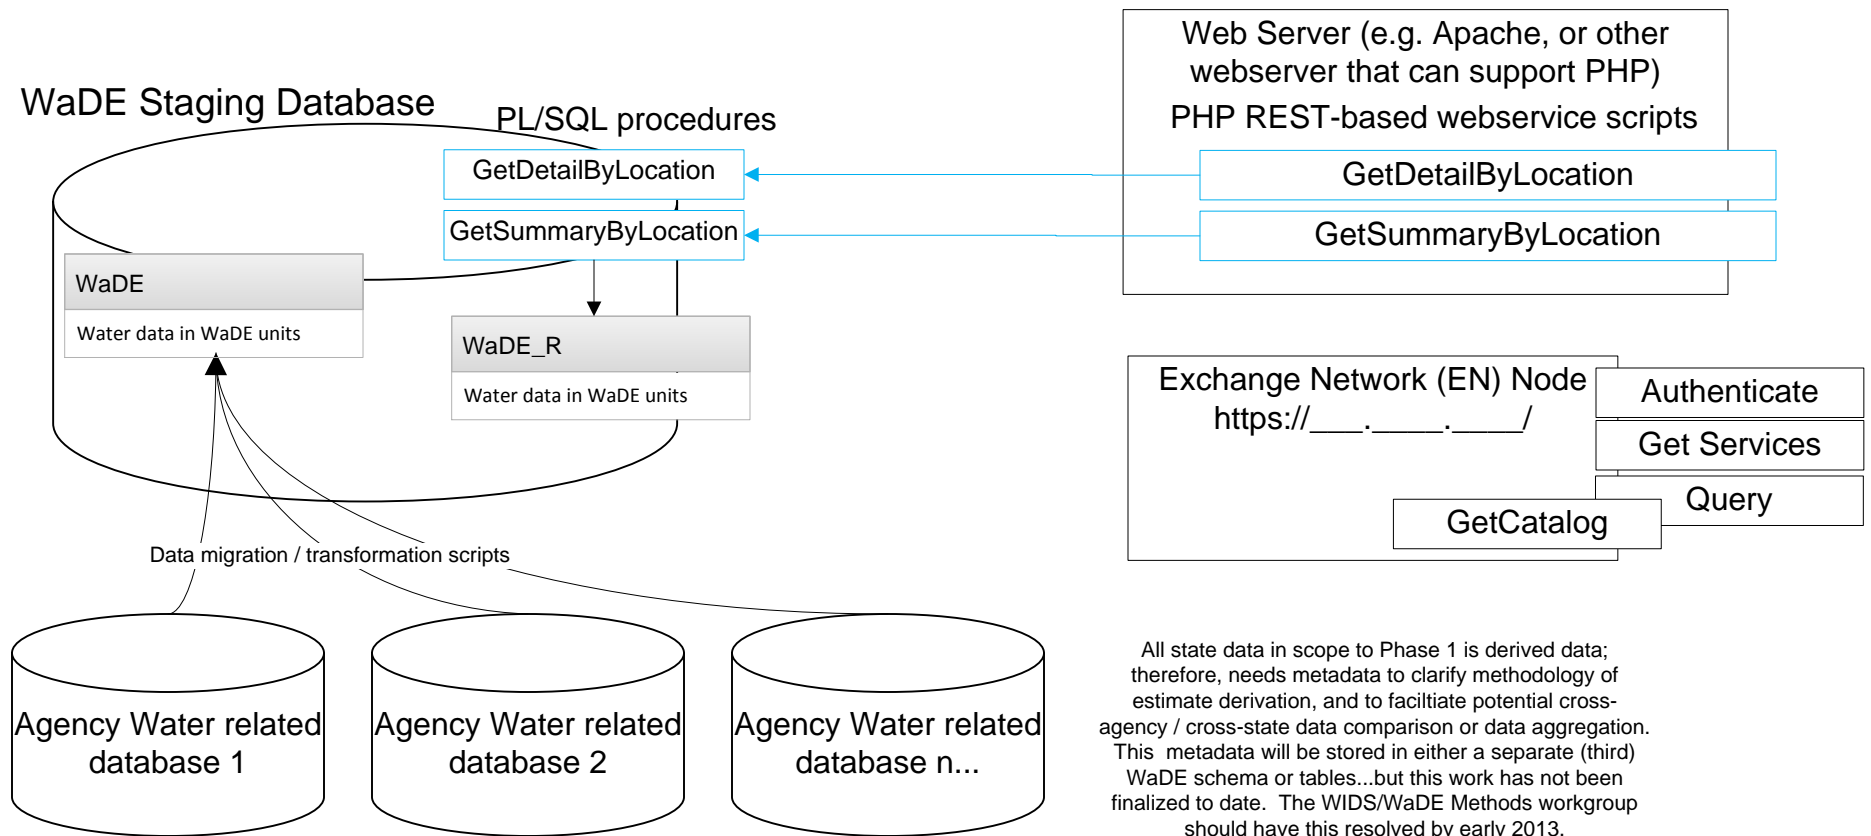 WaDE Staging Database
PL/SQL procedures
GetDetailByLocation
GetSummaryByLocation
WaDE
Water data in WaDE units
WaDE_R
Water data in WaDE units
Data migration / transformation scripts
Agency Water related
database 1
Agency Water related
database 2
Agency Water related
database n...
Web Server (e.g. Apache, or other
webserver that can support PHP)
PHP REST-based webservice scripts
GetDetailByLocation
GetSummaryByLocation
Exchange Network (EN) Node
https://___.____.____/
Authenticate
Get Services
Query
GetCatalog
All state data in scope to Phase 1 is derived data;
therefore, needs metadata to clarify methodology of
estimate derivation, and to faciltiate potential cross-
agency / cross-state data comparison or data aggregation.
This  metadata will be stored in either a separate (third)
WaDE schema or tables...but this work has not been
finalized to date.  The WIDS/WaDE Methods workgroup
should have this resolved by early 2013.